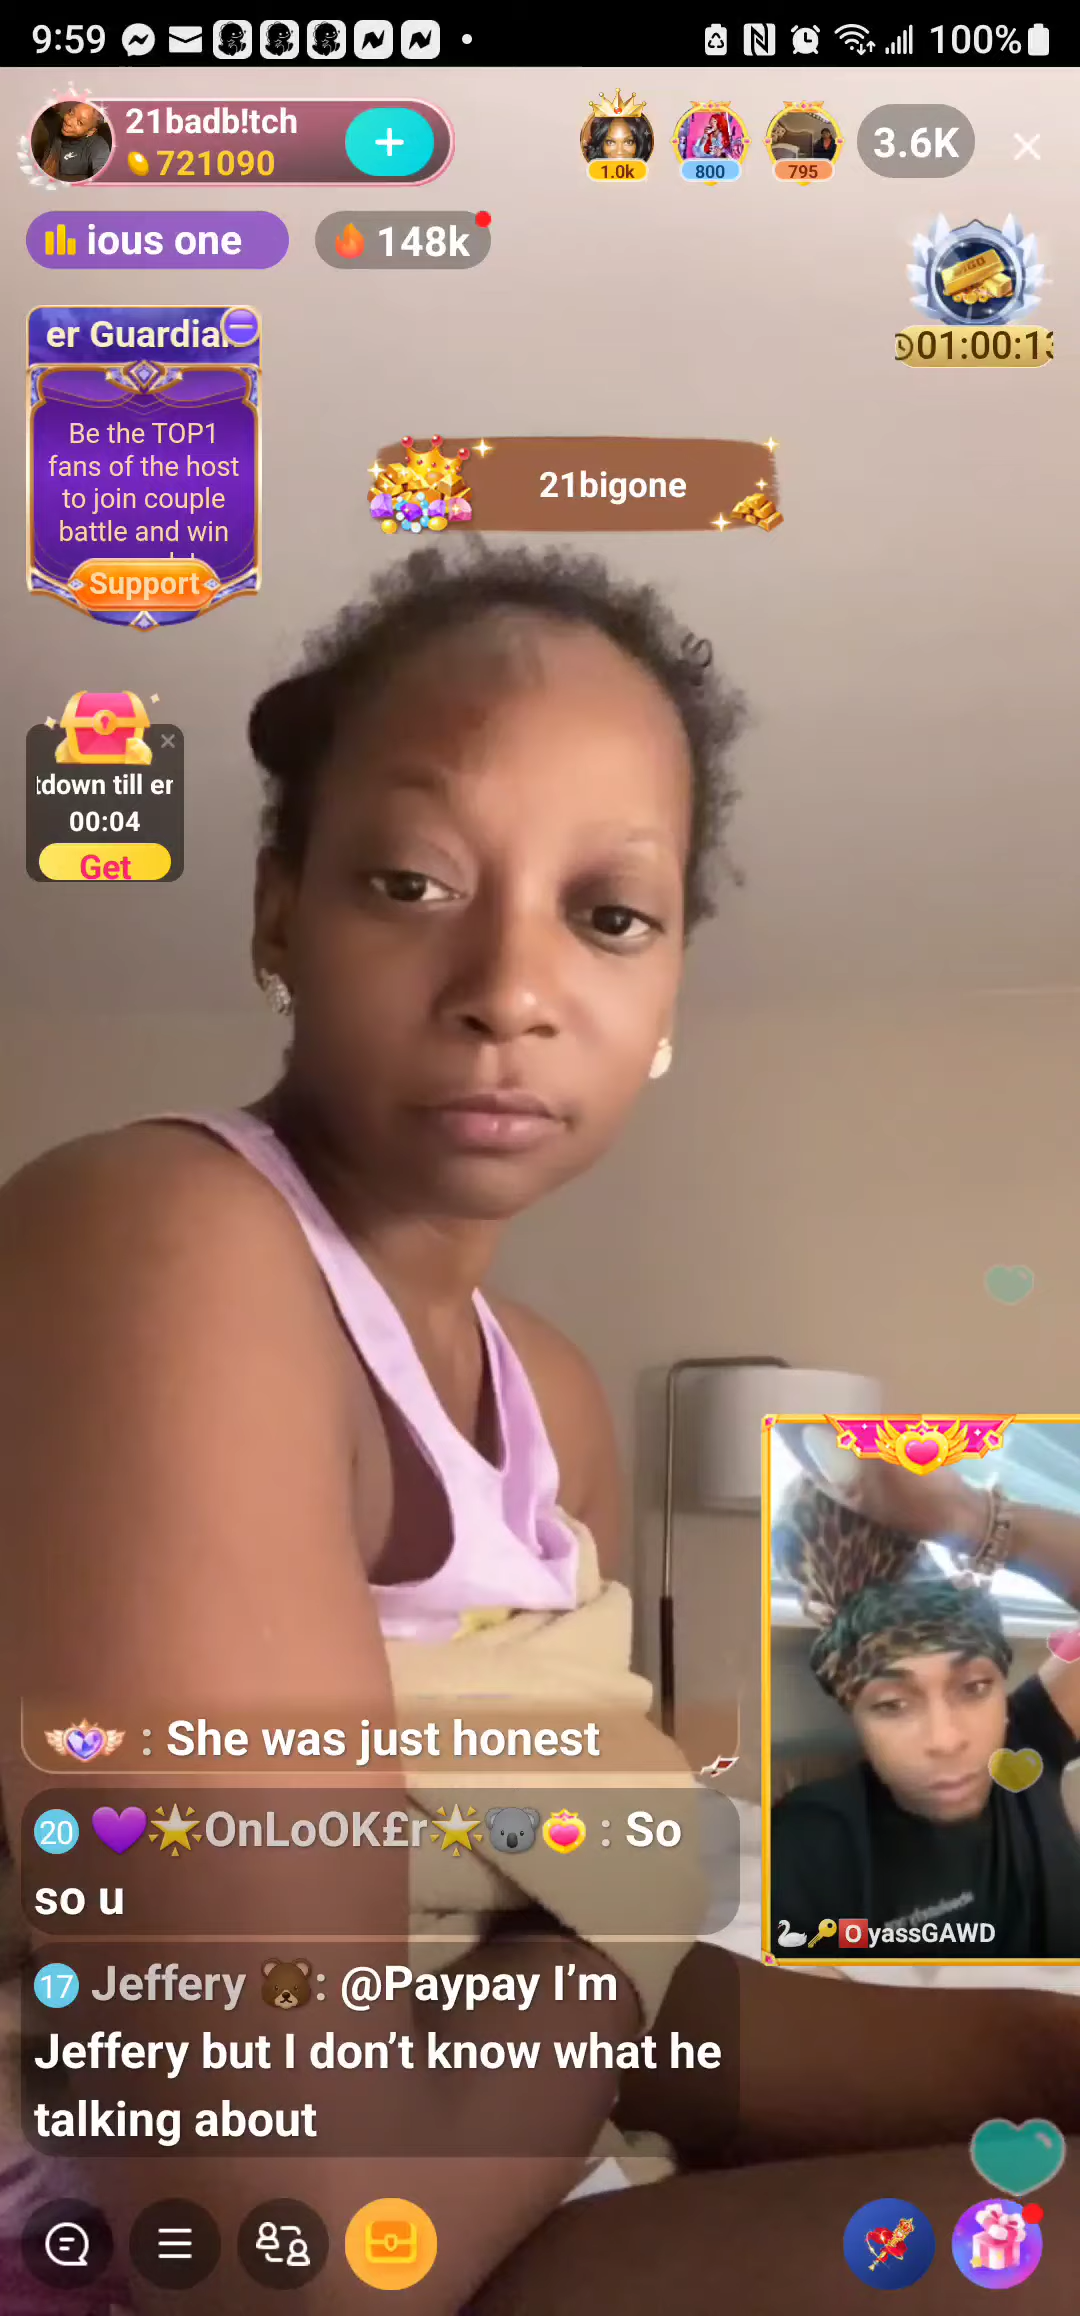 9:59
100%
21badb!tch
721090
1.0k
800
795
3.6K
ious one
148k
01:00:13
er Guardia
Be the TOP1
fans of the host
to join couple
battle and win
Support
21bigone
tdown till er
00:04
Get
: She was just honest
20 💜🌟OnLoOK£r🌟🐨 : So
so u
17 Jeffery 🐻: @Paypay I’m
Jeffery but I don’t know what he
talking about
🦢🔑🅾️yassGAWD